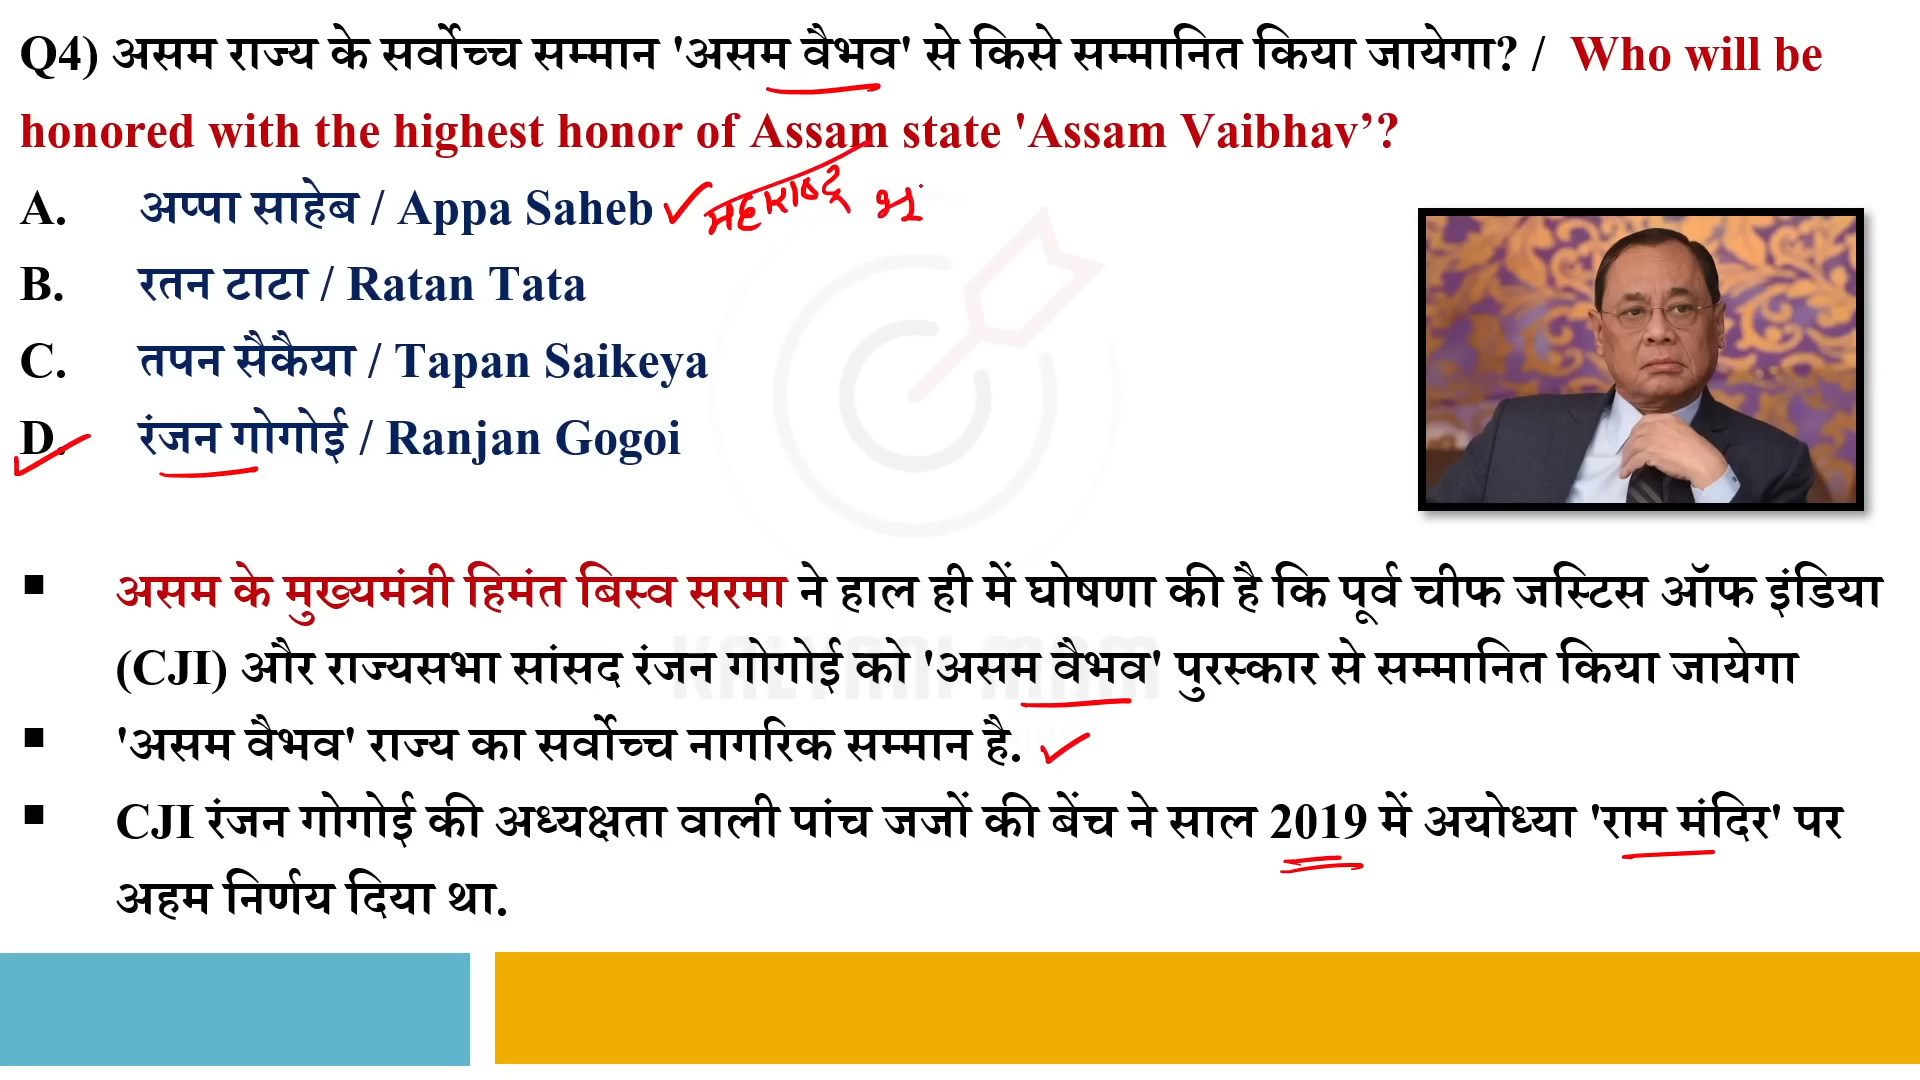 Q4) असम राज्य के सर्वोच्च सम्मान 'असम वैभव' से किसे सम्मानित किया जायेगा? / Who will be
honored with the highest honor of Assam state 'Assam Vaibhav’?
A. अप्पा साहेब / Appa Saheb महाराष्ट्र भू
B. रतन टाटा / Ratan Tata
C. तपन सैकैया / Tapan Saikeya
D. रंजन गोगोई / Ranjan Gogoi
▪ असम के मुख्यमंत्री हिमंत बिस्व सरमा ने हाल ही में घोषणा की है कि पूर्व चीफ जस्टिस ऑफ इंडिया
(CJI) और राज्यसभा सांसद रंजन गोगोई को 'असम वैभव' पुरस्कार से सम्मानित किया जायेगा
KALYANI MAM
▪ 'असम वैभव' राज्य का सर्वोच्च नागरिक सम्मान है.
▪ CJI रंजन गोगोई की अध्यक्षता वाली पांच जजों की बेंच ने साल 2019 में अयोध्या 'राम मंदिर' पर
अहम निर्णय दिया था.